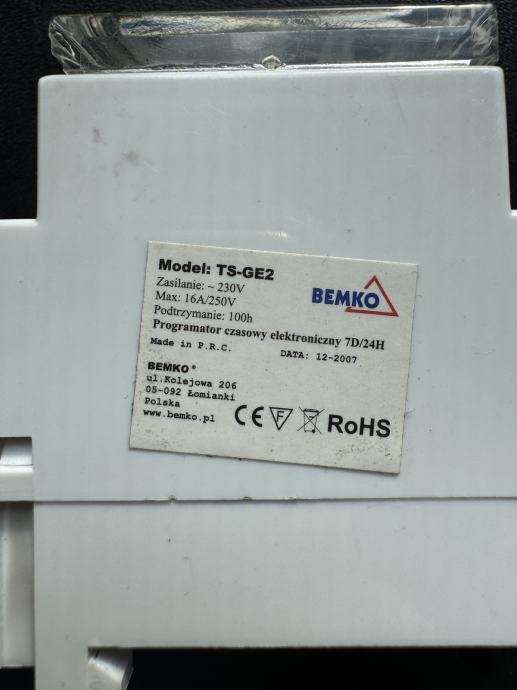 Model: TS-GE2
Zasilanie: ~ 230V
Max: 16A/250V
Podtrzymanie: 100h
BEMKO
Programator czasowy elektroniczny 7D/24H
Made in P.R.C. DATA: 12-2007
BEMKO®
ul.Kolejowa 206
05-092 Łomianki
Polska
www.bemko.pl
CE F RoHS